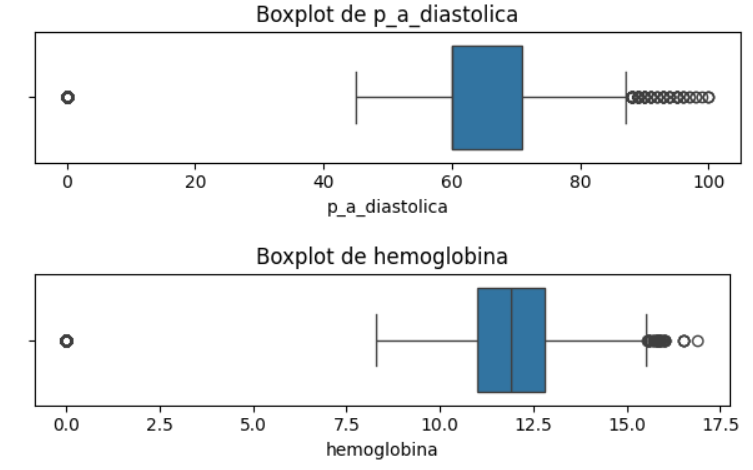 Boxplot de p_a_diastolica
0 20 40 60 80 100
p_a_diastolica
Boxplot de hemoglobina
0.0 2.5 5.0 7.5 10.0 12.5 15.0 17.5
hemoglobina